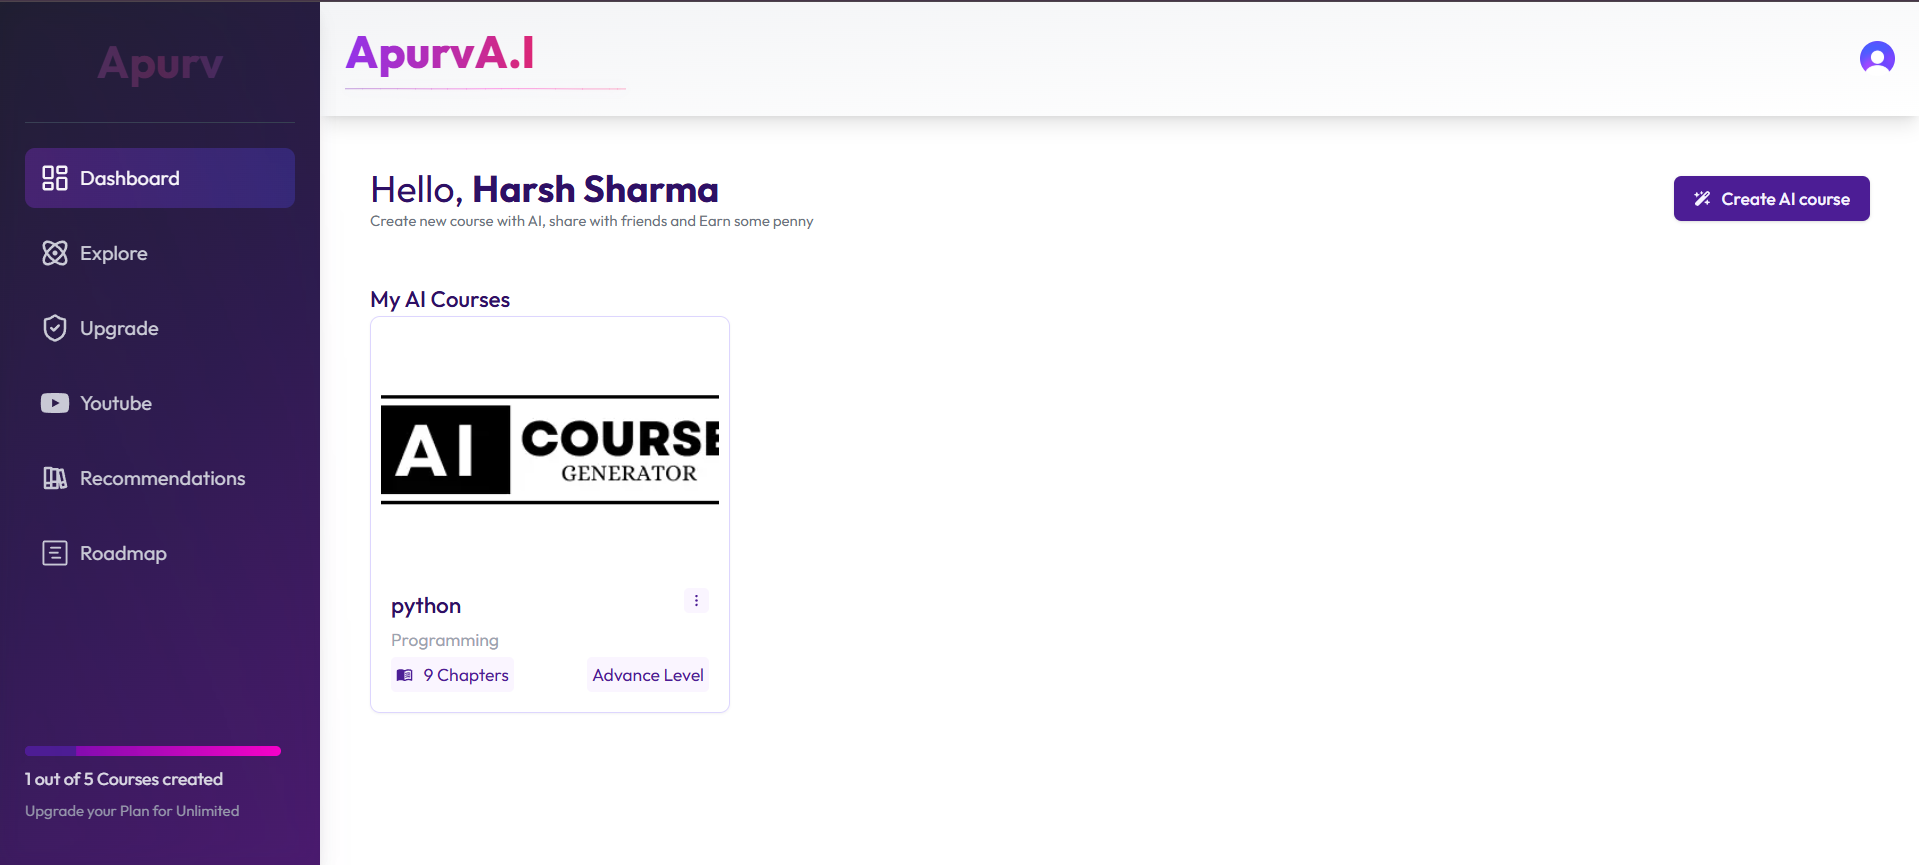 Apurv
Dashboard
Explore
Upgrade
Youtube
Recommendations
Roadmap
1 out of 5 Courses created
Upgrade your Plan for Unlimited
ApurvA.I
Hello, Harsh Sharma
Create new course with AI, share with friends and Earn some penny
Create AI course
My AI Courses
AI COURSE
GENERATOR
python
Programming
9 Chapters
Advance Level